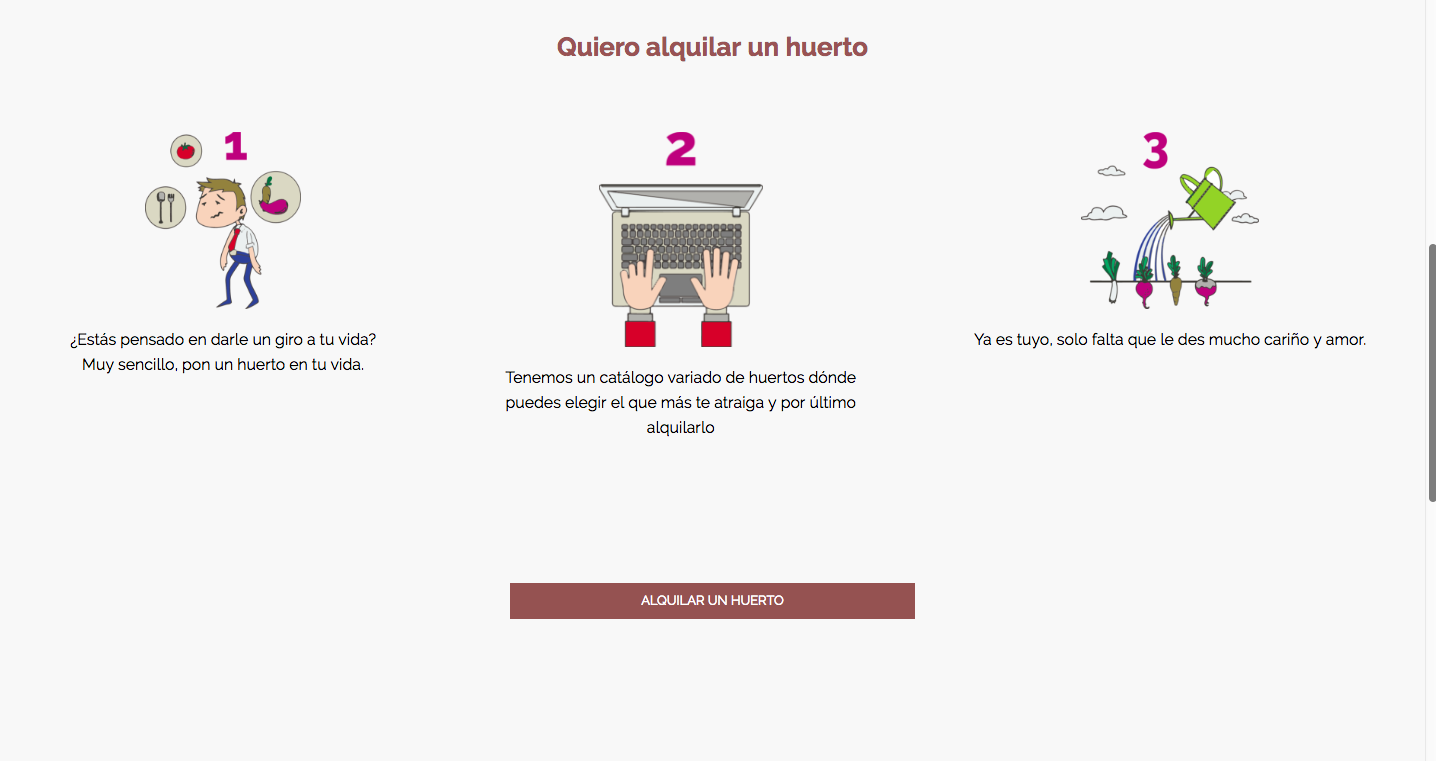 Quiero alquilar un huerto
1
¿Estás pensado en darle un giro a tu vida?
Muy sencillo, pon un huerto en tu vida.
2
Tenemos un catálogo variado de huertos dónde
puedes elegir el que más te atraiga y por último
alquilarlo
3
Ya es tuyo, solo falta que le des mucho cariño y amor.
ALQUILAR UN HUERTO